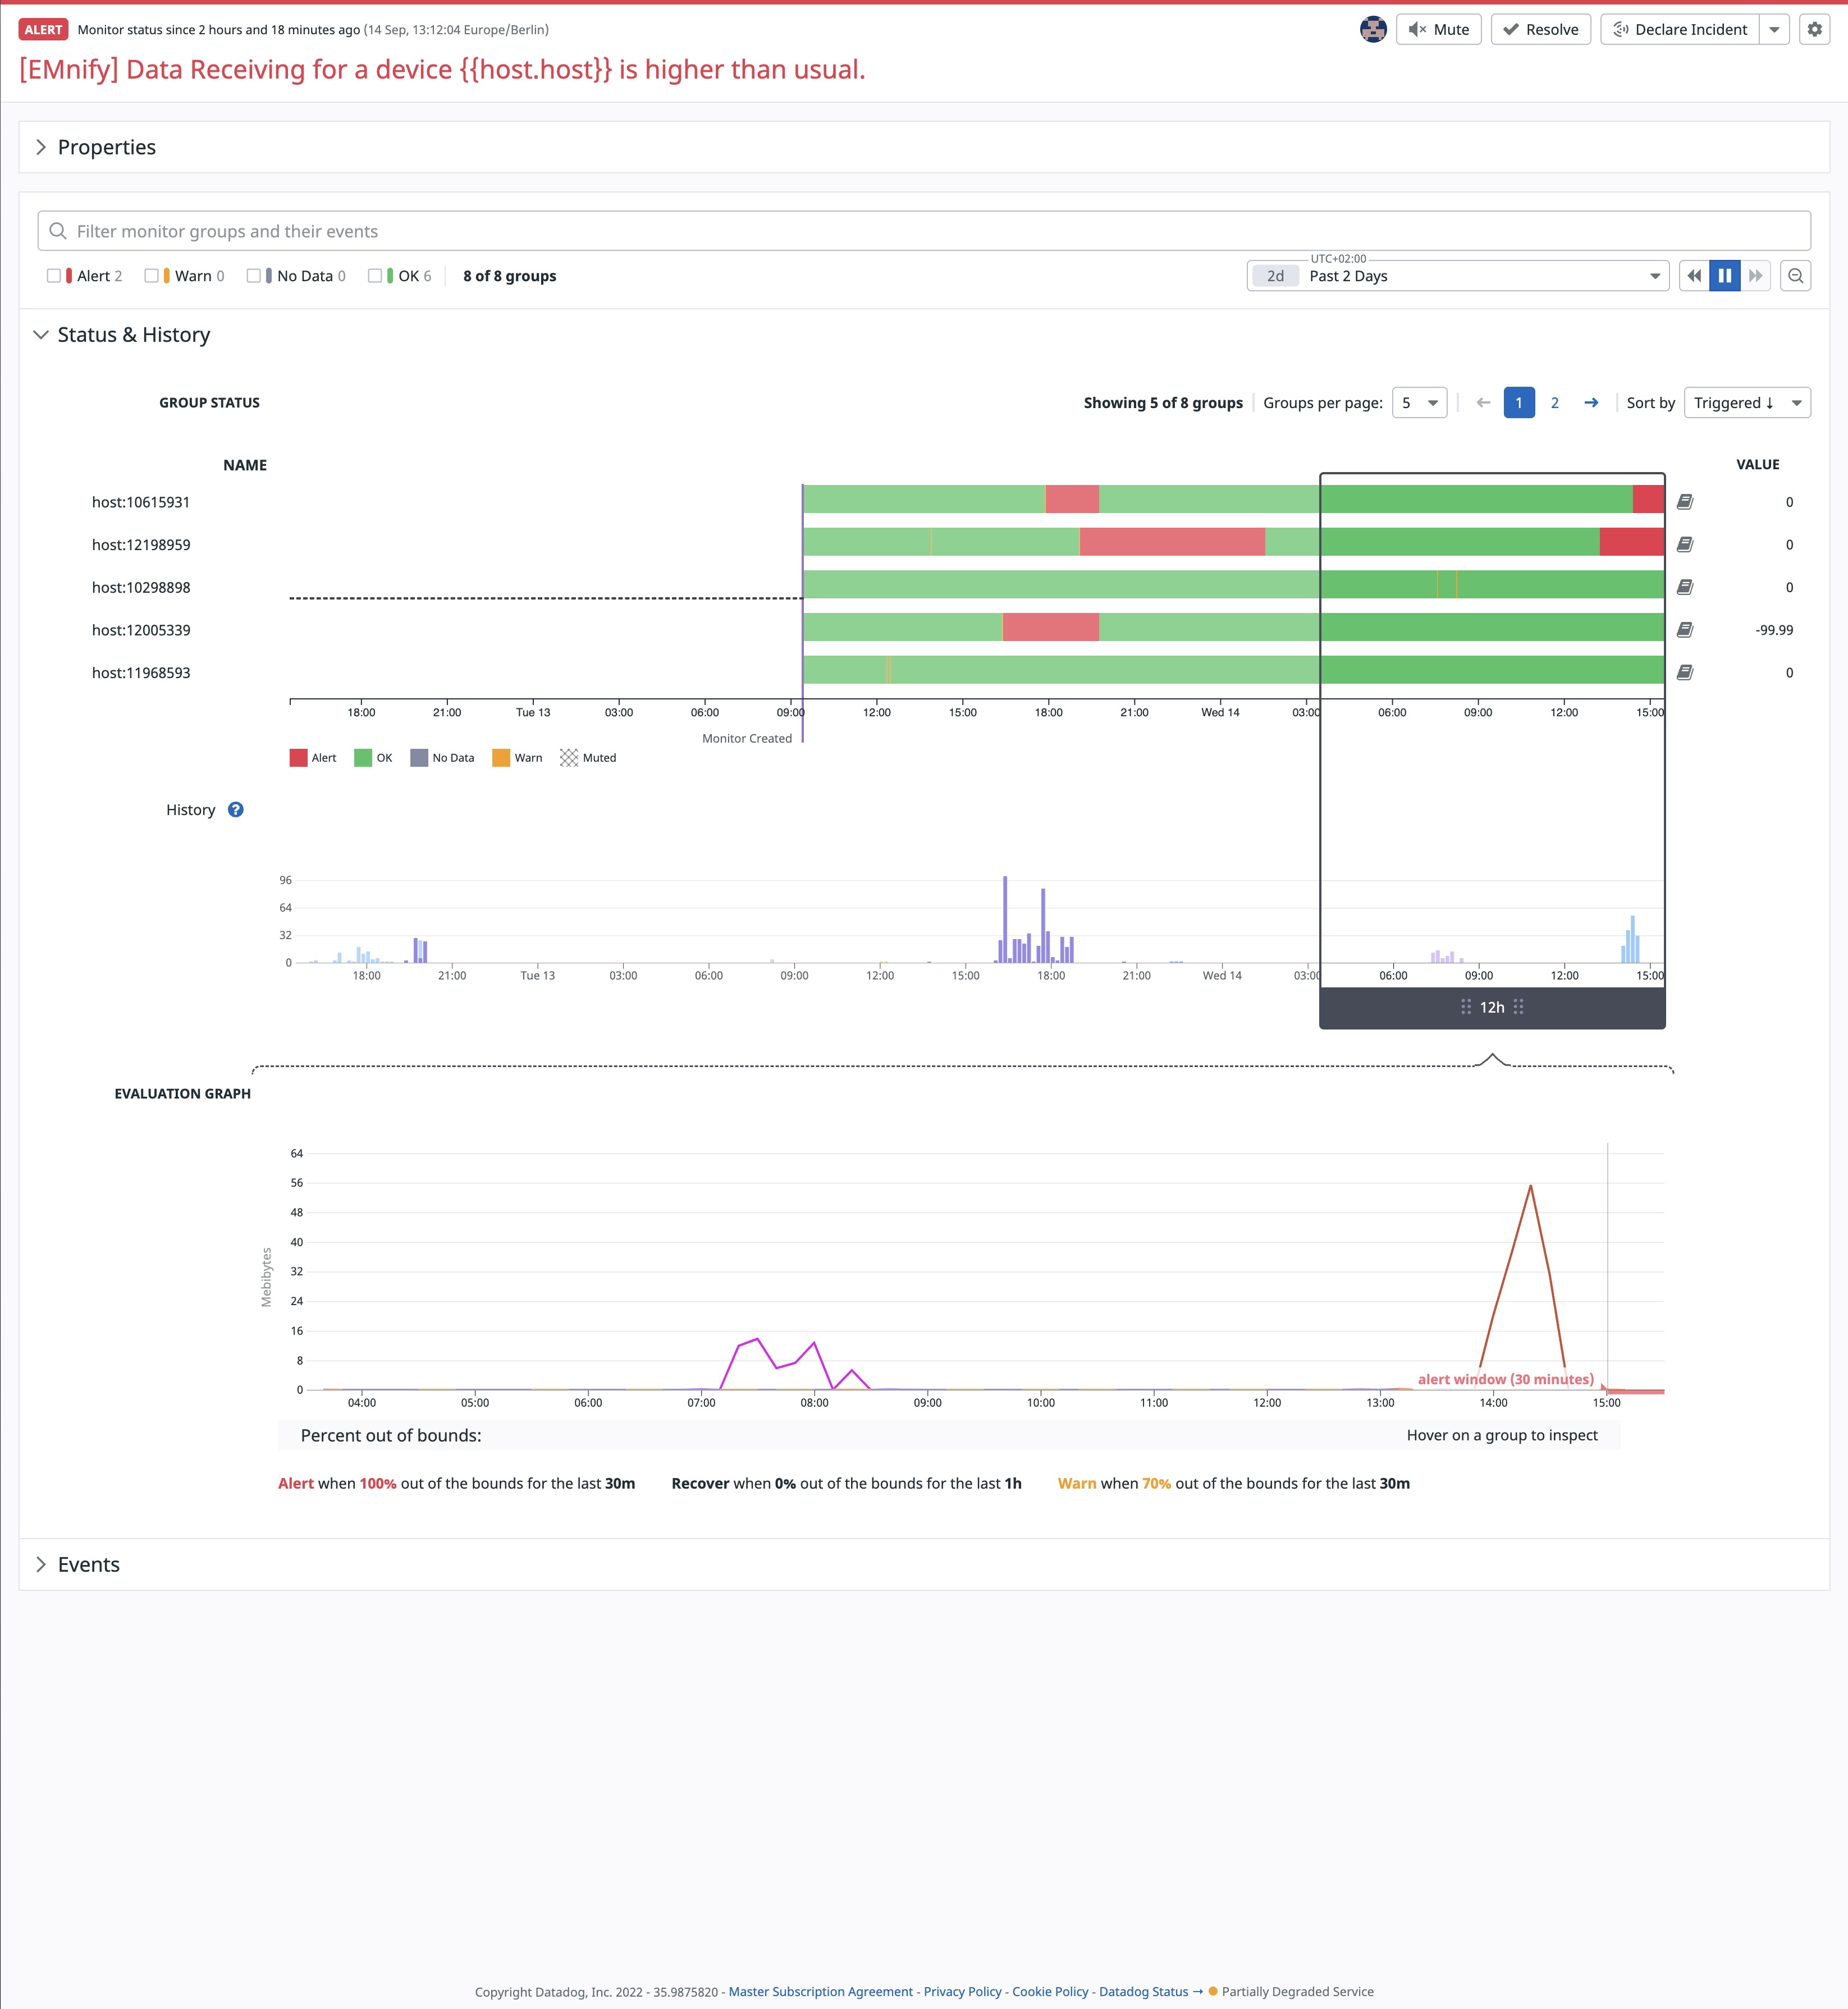 ALERT Monitor status since 2 hours and 18 minutes ago (14 Sep, 13:12:04 Europe/Berlin) Mute Resolve Declare Incident
[EMnify] Data Receiving for a device {{host.host}} is higher than usual.
Properties
Filter monitor groups and their events
Alert 2 Warn 0 No Data 0 OK 6 8 of 8 groups
UTC+02:00
2d Past 2 Days
Status & History
GROUP STATUS Showing 5 of 8 groups Groups per page: 5 ← 1 2 → Sort by Triggered ↓
NAME VALUE
host:10615931 0
host:12198959 0
host:10298898 0
host:12005339 -99.99
host:11968593 0
18:00 21:00 Tue 13 03:00 06:00 09:00 12:00 15:00 18:00 21:00 Wed 14 03:00 06:00 09:00 12:00 15:00
Monitor Created
Alert OK No Data Warn Muted
History ?
96
64
32
0
18:00 21:00 Tue 13 03:00 06:00 09:00 12:00 15:00 18:00 21:00 Wed 14 03:00 06:00 09:00 12:00 15:00
12h
EVALUATION GRAPH
Mebibytes
64
56
48
40
32
24
16
8
0
alert window (30 minutes)
04:00 05:00 06:00 07:00 08:00 09:00 10:00 11:00 12:00 13:00 14:00 15:00
Percent out of bounds: Hover on a group to inspect
Alert when 100% out of the bounds for the last 30m Recover when 0% out of the bounds for the last 1h Warn when 70% out of the bounds for the last 30m
Events
Copyright Datadog, Inc. 2022 - 35.9875820 - Master Subscription Agreement - Privacy Policy - Cookie Policy - Datadog Status → Partially Degraded Service